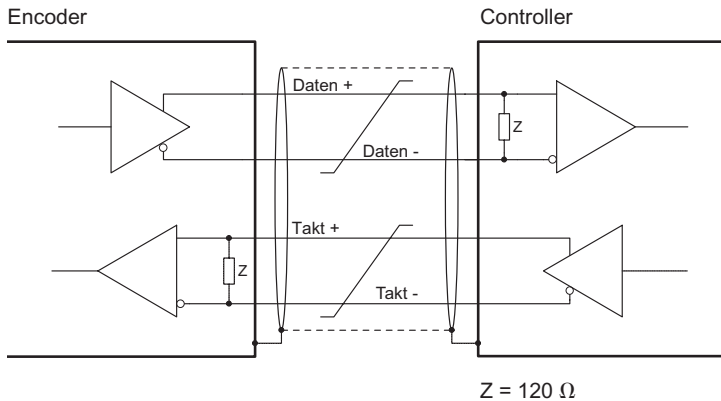 Encoder
Controller
Daten +
Z
Daten -
Takt +
Z
Takt -
Z = 120 Ω